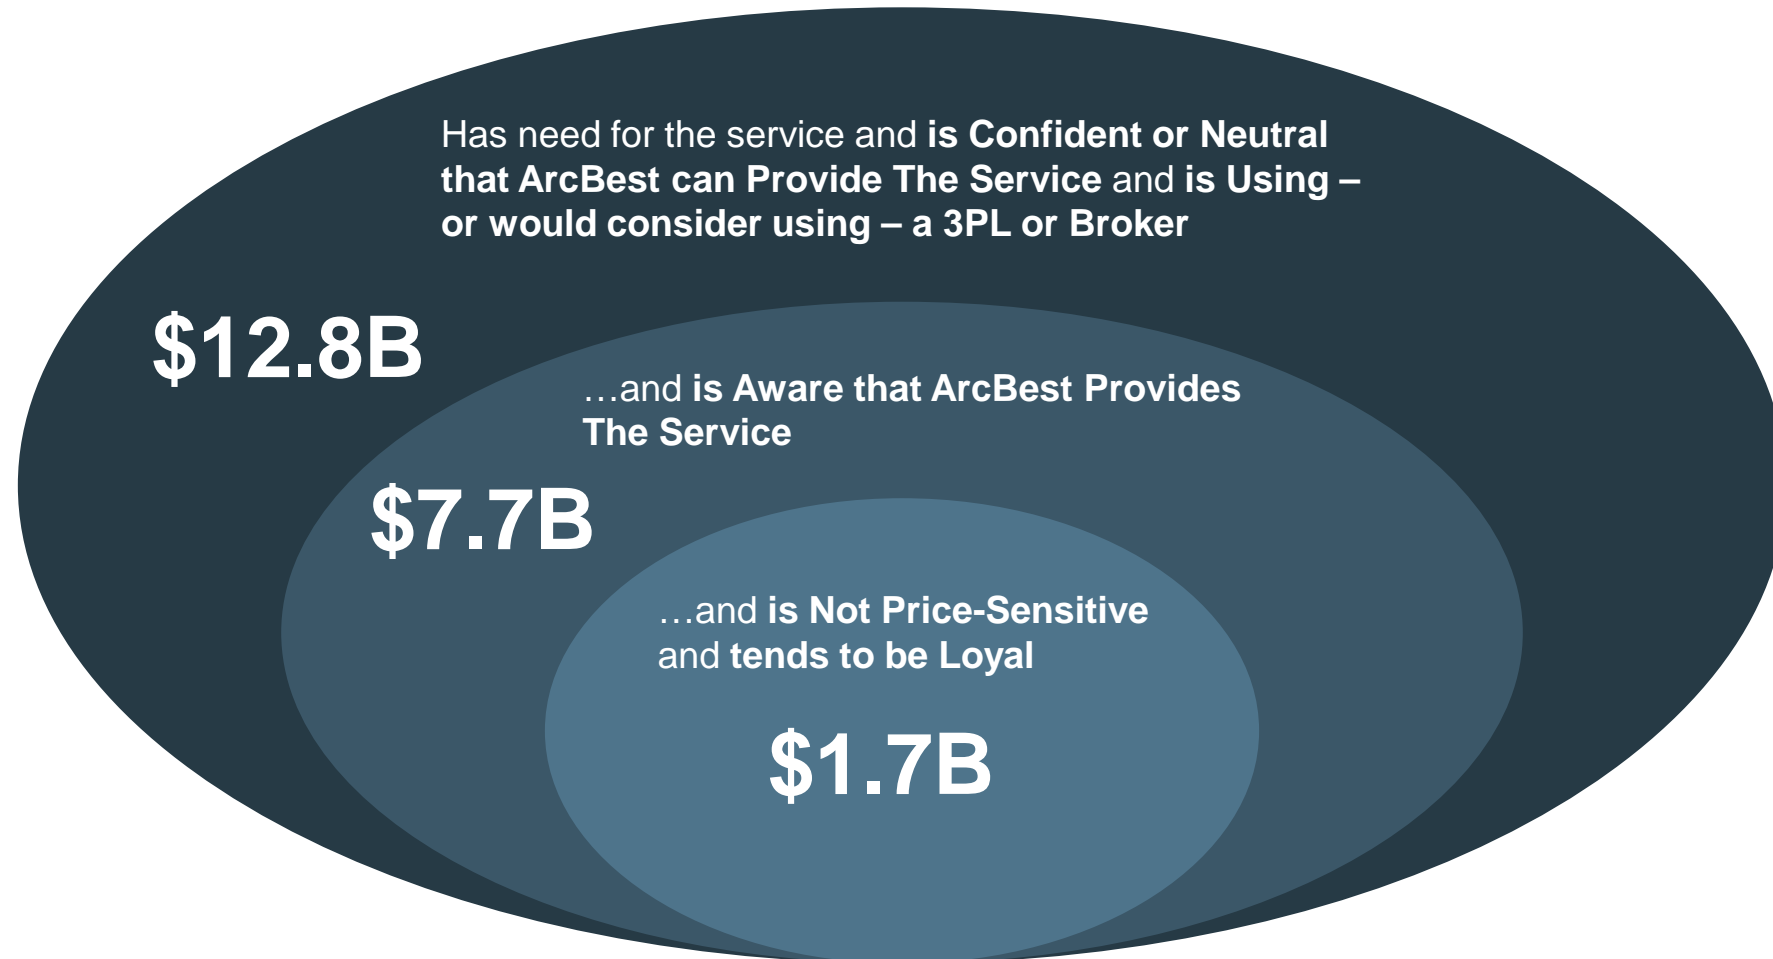 Has need for the service and is Confident or Neutral
that ArcBest can Provide The Service and is Using –
or would consider using – a 3PL or Broker
$12.8B
…and is Aware that ArcBest Provides
The Service
$7.7B
…and is Not Price-Sensitive
and tends to be Loyal
$1.7B